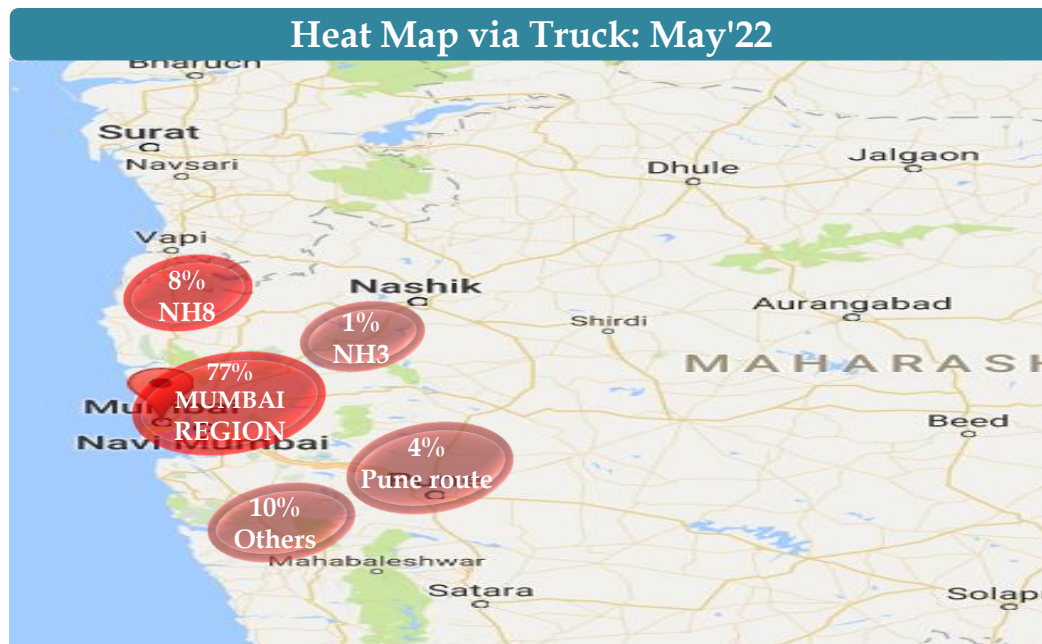 Heat Map via Truck: May'22
Bharuch
Surat
Navsari
Dhule
Jalgaon
Vapi
8%
NH8
Nashik
1%
NH3
Shirdi
Aurangabad
MAHARASH
77%
MUMBAI
REGION
Mumbai
Navi Mumbai
Beed
4%
Pune route
10%
Others
Mahabaleshwar
Satara
Solap